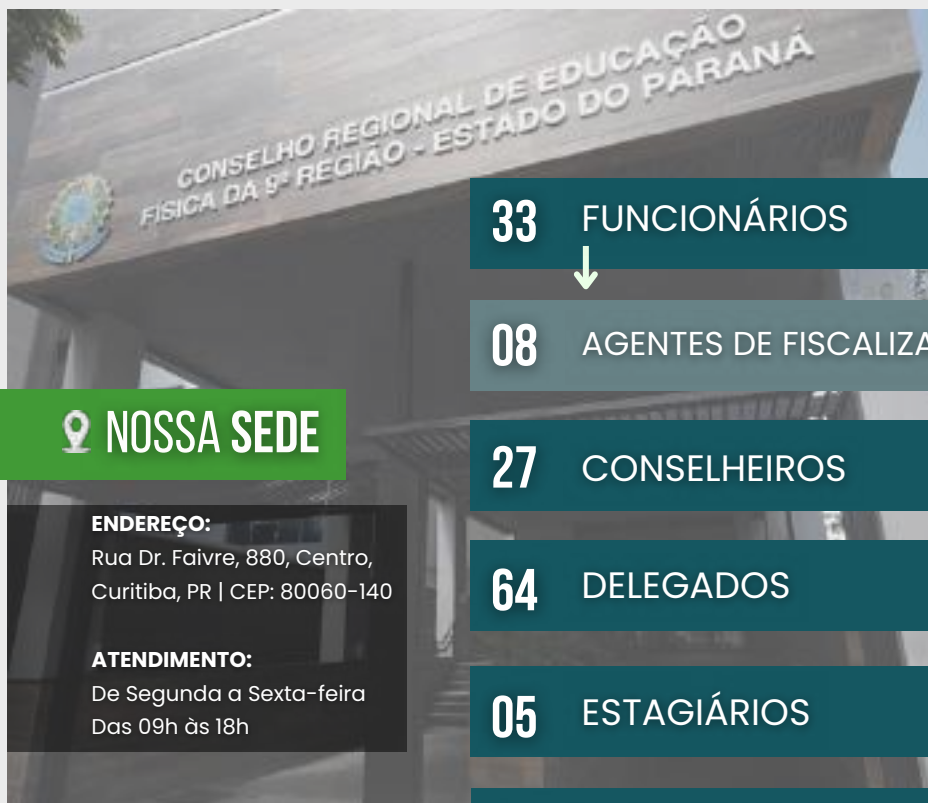 CONSELHO REGIONAL DE EDUCAÇÃO
FÍSICA DA 9ª REGIÃO - ESTADO DO PARANÁ
33 FUNCIONÁRIOS
08 AGENTES DE FISCALIZA
27 CONSELHEIROS
64 DELEGADOS
05 ESTAGIÁRIOS
NOSSA SEDE
ENDEREÇO:
Rua Dr. Faivre, 880, Centro,
Curitiba, PR | CEP: 80060-140
ATENDIMENTO:
De Segunda a Sexta-feira
Das 09h às 18h